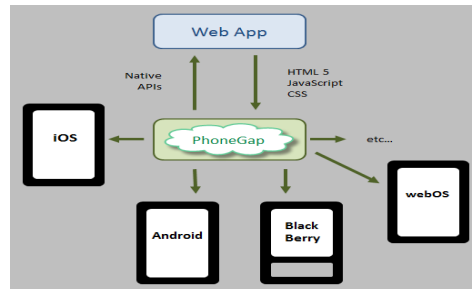 Web App
Native
APIs
HTML 5
JavaScript
CSS
iOS
PhoneGap
etc...
webOS
Android
Black
Berry